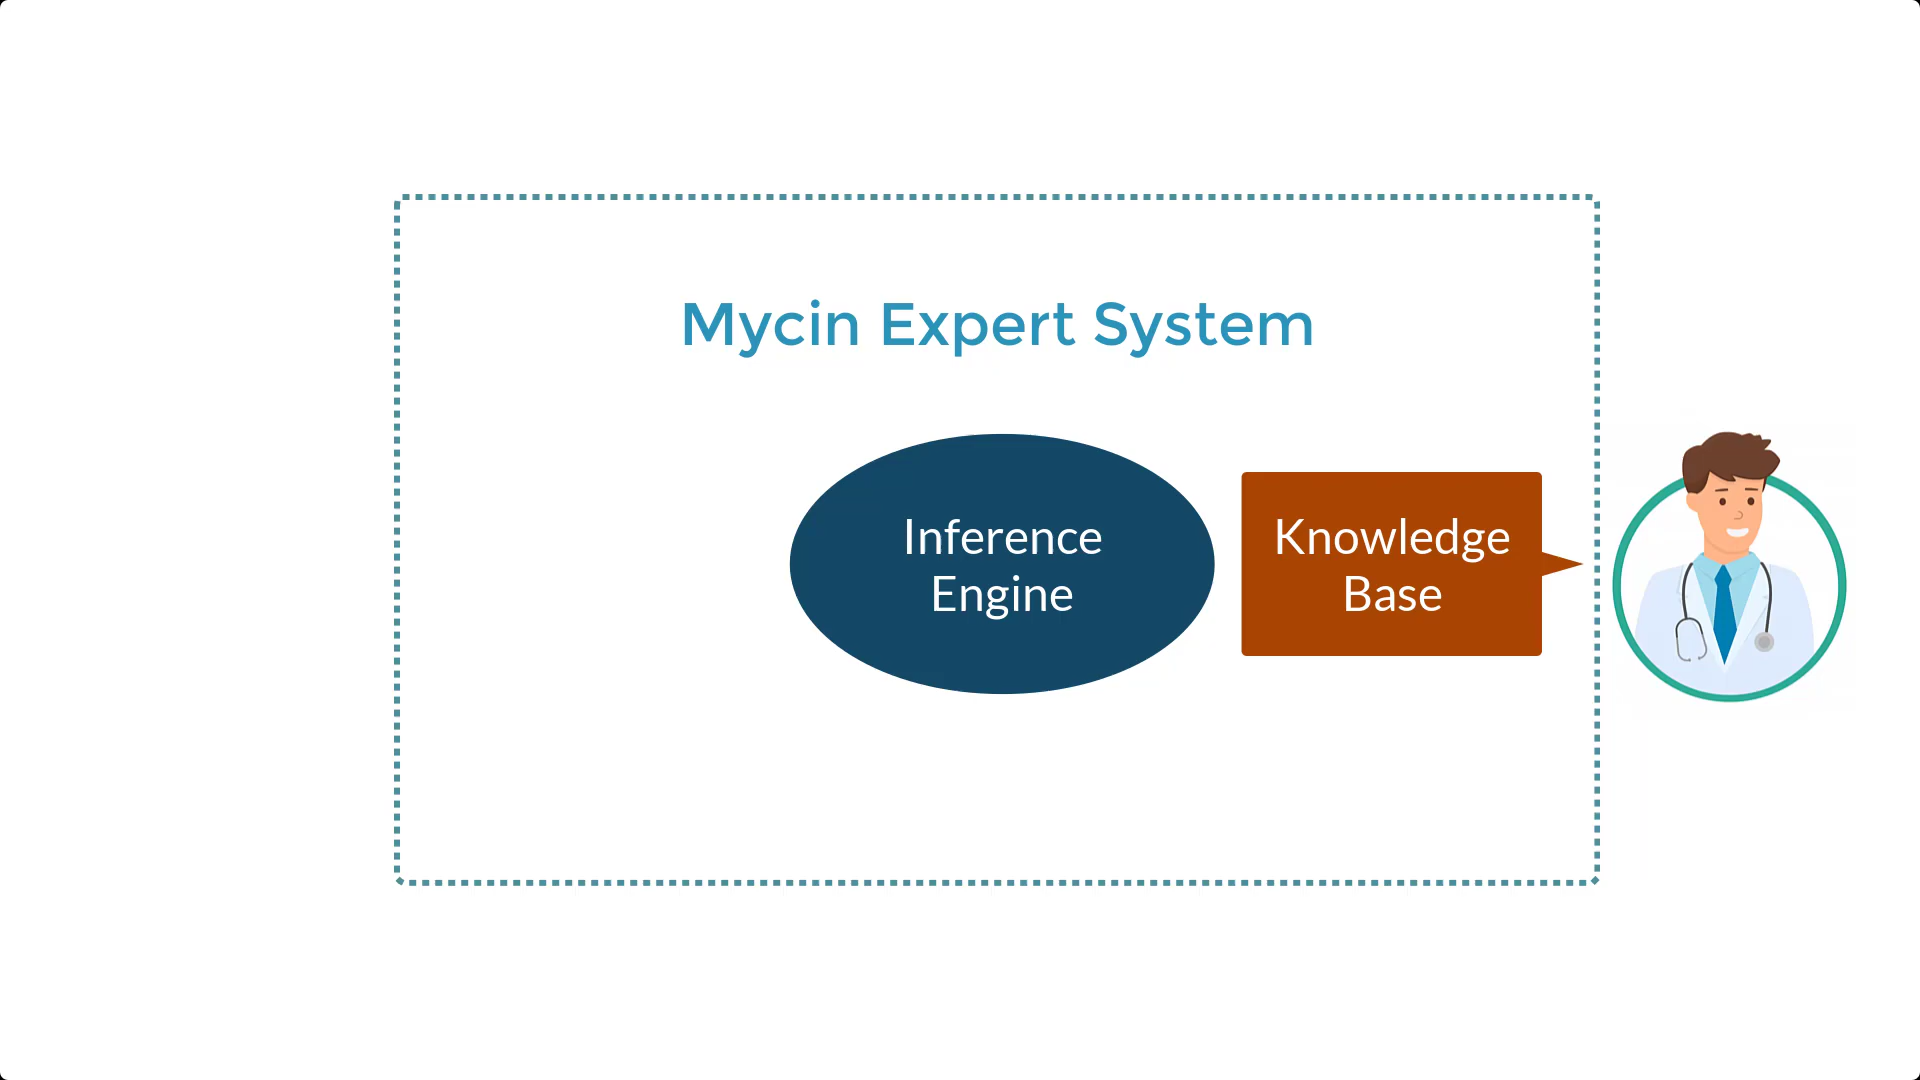 Mycin Expert System
Inference
Engine
Knowledge
Base